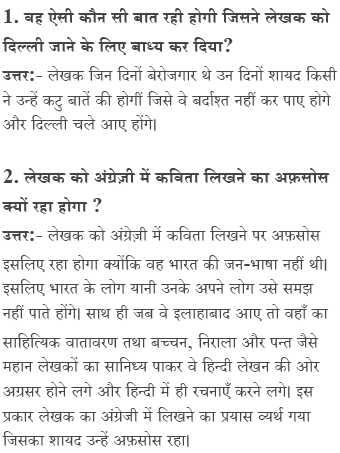 1. वह ऐसी कौन सी बात रही होगी जिसने लेखक को
दिल्ली जाने के लिए बाध्य कर दिया?
उत्तर:- लेखक जिन दिनों बेरोजगार थे उन दिनों शायद किसी
ने उन्हें कटु बातें की होगीं जिसे वे बर्दाश्त नहीं कर पाए होगे
और दिल्ली चले आए होंगे।
2. लेखक को अंग्रेज़ी में कविता लिखने का अफ़सोस
क्यों रहा होगा ?
उत्तर:- लेखक को अंग्रेज़ी में कविता लिखने पर अफ़सोस
इसलिए रहा होगा क्योंकि वह भारत की जन-भाषा नहीं थी।
इसलिए भारत के लोग यानी उनके अपने लोग उसे समझ
नहीं पाते होंगे। साथ ही जब वे इलाहाबाद आए तो वहाँ का
साहित्यिक वातावरण तथा बच्चन, निराला और पन्त जैसे
महान लेखकों का सानिध्य पाकर वे हिन्दी लेखन की ओर
अग्रसर होने लगे और हिन्दी में ही रचनाएँ करने लगे। इस
प्रकार लेखक का अंग्रेजी में लिखने का प्रयास व्यर्थ गया
जिसका शायद उन्हें अफ़सोस रहा।